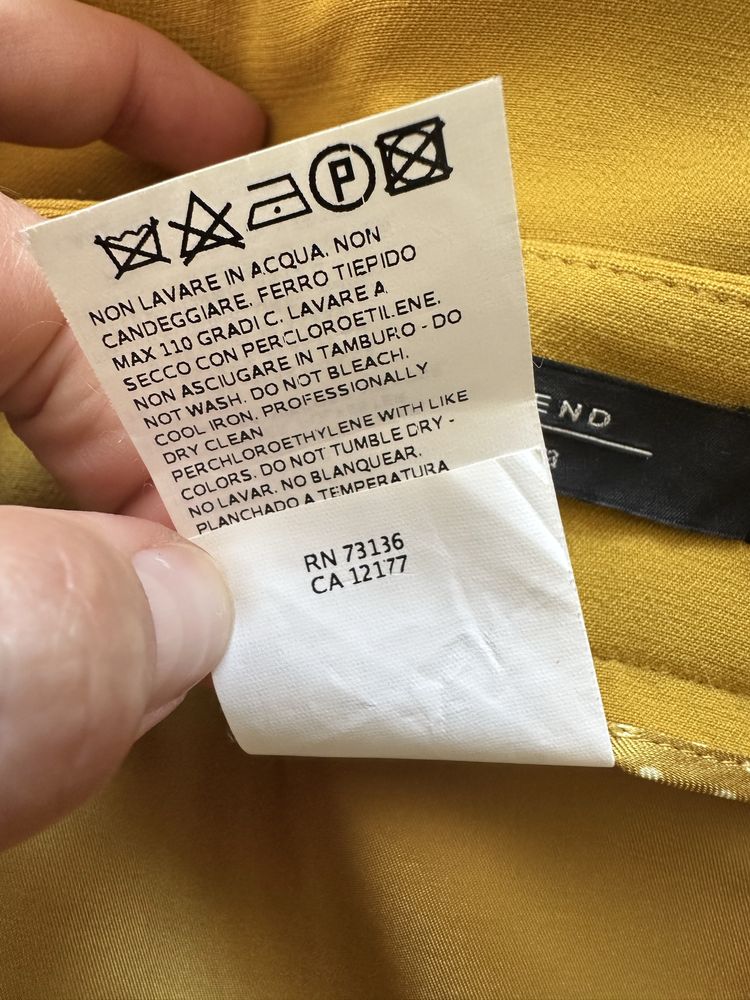 P
NON LAVARE IN ACQUA. NON
CANDEGGIARE. FERRO TIEPIDO
MAX 110 GRADI C. LAVARE A
SECCO CON PERCLOROETILENE.
NON ASCIUGARE IN TAMBURO - DO
NOT WASH. DO NOT BLEACH.
COOL IRON. PROFESSIONALLY
DRY CLEAN
PERCHLOROETHYLENE WITH LIKE
COLORS. DO NOT TUMBLE DRY -
NO LAVAR. NO BLANQUEAR.
PLANCHADO A TEMPERATURA
RN 73136
CA 12177
END